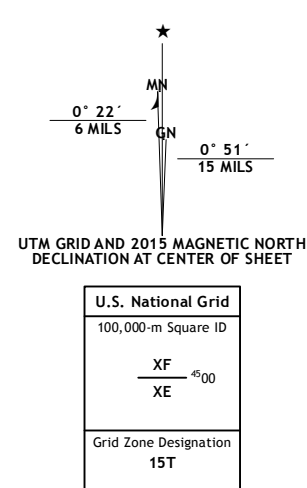 ★
MN
0° 22´
6 MILS
GN
0° 51´
15 MILS
UTM GRID AND 2015 MAGNETIC NORTH
DECLINATION AT CENTER OF SHEET
U.S. National Grid
100,000-m Square ID
XF
4500
XE
Grid Zone Designation
15T